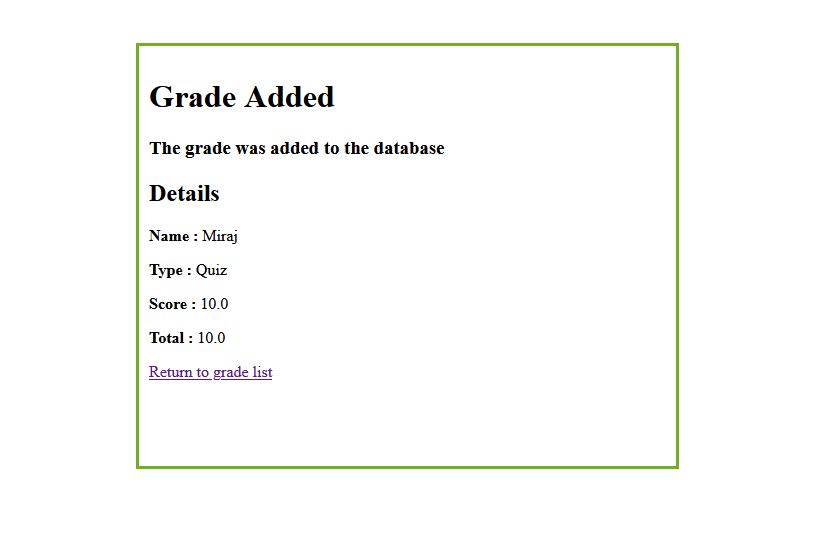 Grade Added
The grade was added to the database
Details
Name : Miraj
Type : Quiz
Score : 10.0
Total : 10.0
Return to grade list